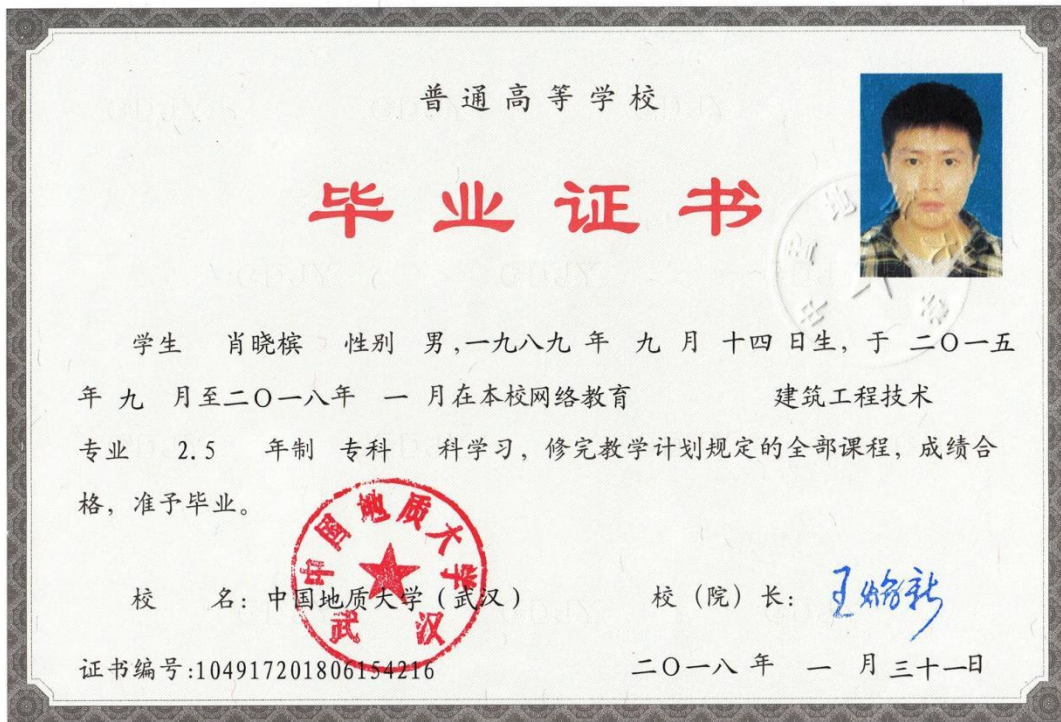 普通高等学校
毕业证书
学生 肖晓槟 性别 男,一九八九 年 九 月 十四 日生, 于 二〇一五
年 九 月至二〇一八年 一 月在本校网络教育 建筑工程技术
专业 2.5 年制 专科 科学习, 修完教学计划规定的全部课程, 成绩合
格, 准予毕业。
中国地质大学
武汉
校 名: 中国地质大学(武汉) 校(院)长: 王焰新
证书编号:104917201806154216 二〇一八 年 一 月 三十一日